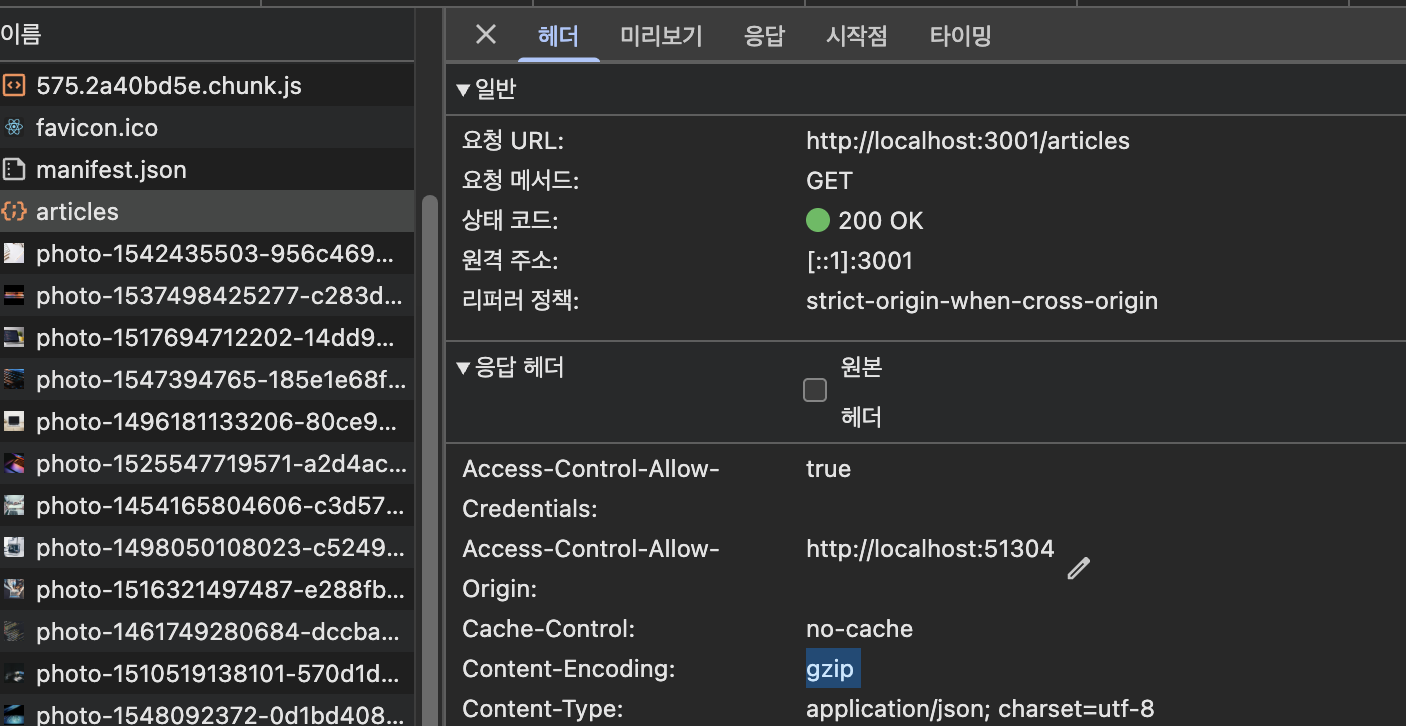 이름
575.2a40bd5e.chunk.js
favicon.ico
manifest.json
articles
photo-1542435503-956c469...
photo-1537498425277-c283d...
photo-1517694712202-14dd9...
photo-1547394765-185e1e68f...
photo-1496181133206-80ce9...
photo-1525547719571-a2d4ac...
photo-1454165804606-c3d57...
photo-1498050108023-c5249...
photo-1516321497487-e288fb...
photo-1461749280684-dccba...
photo-1510519138101-570d1d...
photo-1548092372-0d1bd408...
헤더 미리보기 응답 시작점 타이밍
▼일반
요청 URL: http://localhost:3001/articles
요청 메서드: GET
상태 코드: 200 OK
원격 주소: [::1]:3001
리퍼러 정책: strict-origin-when-cross-origin
▼응답 헤더 원본
헤더
Access-Control-Allow- true
Credentials:
Access-Control-Allow- http://localhost:51304
Origin:
Cache-Control: no-cache
Content-Encoding: gzip
Content-Type: application/json; charset=utf-8